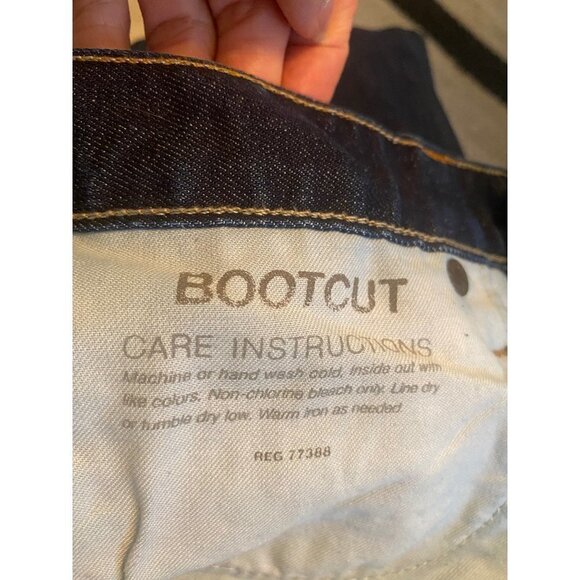 BOOTCUT
CARE INSTRUCTIONS
Machine or hand wash cold, inside out with
like colors. Non-chlorine bleach only. Line dry
or tumble dry low. Warm iron as needed.
REG 77388